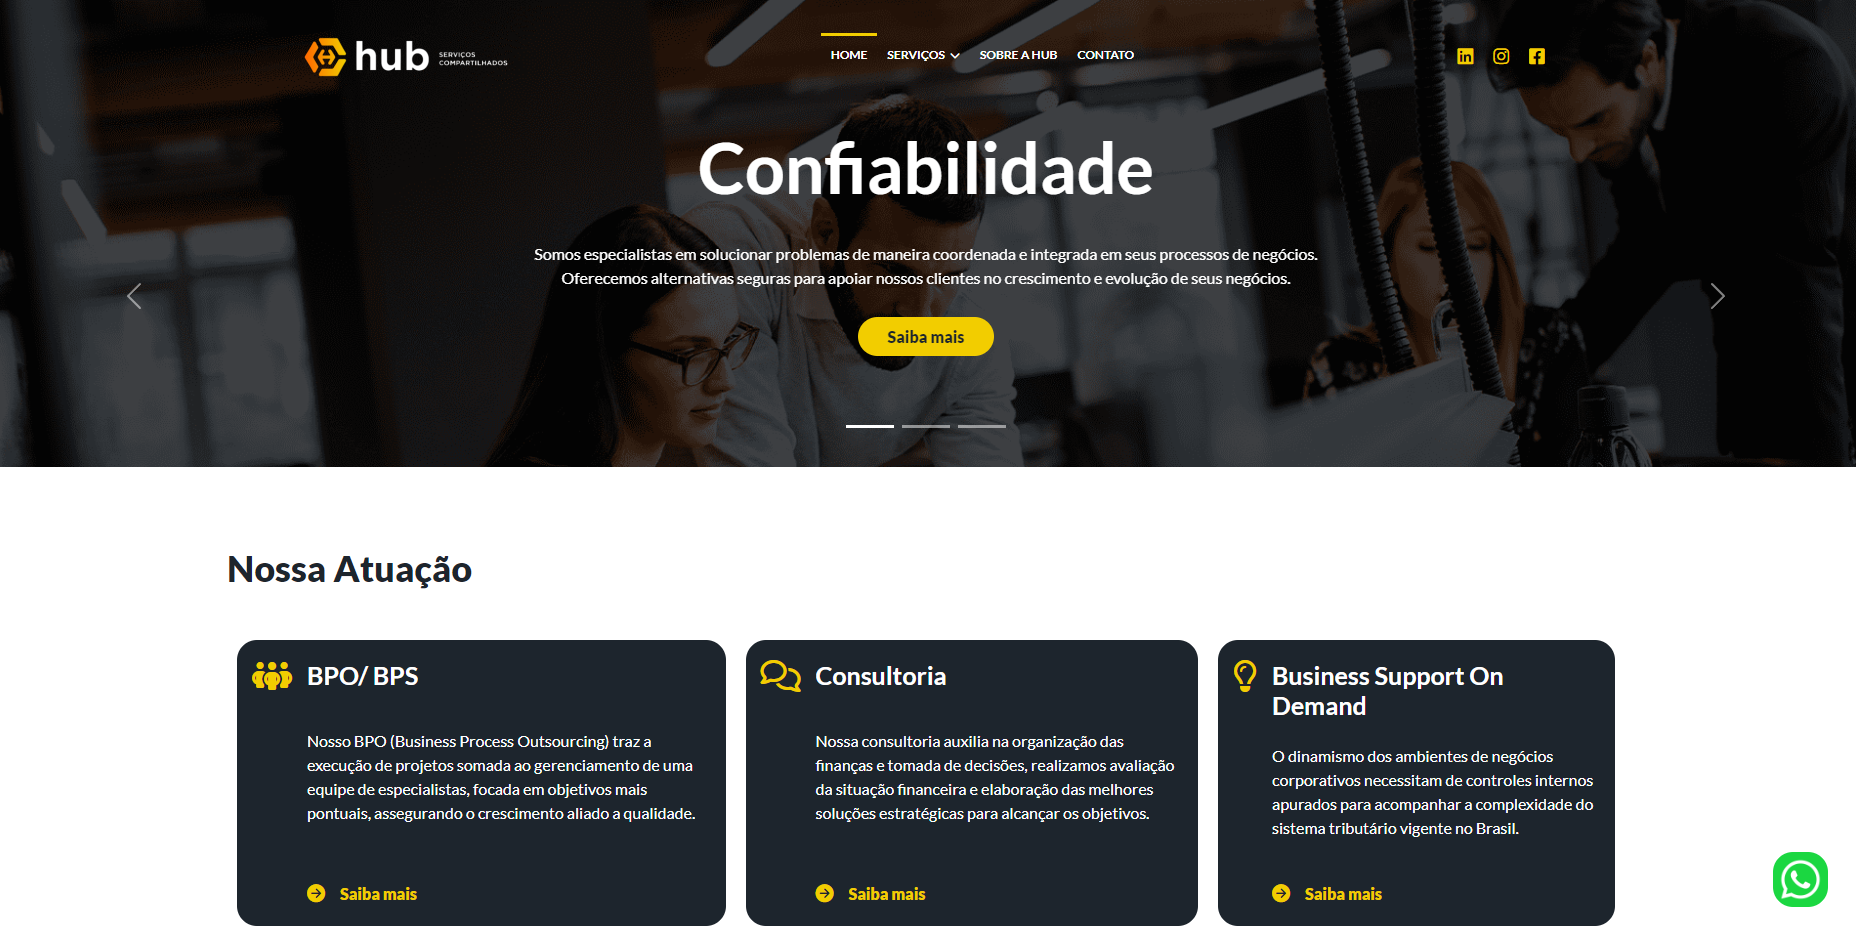 hub
SERVIÇOS
COMPARTILHADOS
HOME SERVIÇOS SOBRE A HUB CONTATO
Confiabilidade
Somos especialistas em solucionar problemas de maneira coordenada e integrada em seus processos de negócios.
Oferecemos alternativas seguras para apoiar nossos clientes no crescimento e evolução de seus negócios.
Saiba mais
Nossa Atuação
BPO/ BPS
Nosso BPO (Business Process Outsourcing) traz a
execução de projetos somada ao gerenciamento de uma
equipe de especialistas, focada em objetivos mais
pontuais, assegurando o crescimento aliado a qualidade.
Saiba mais
Consultoria
Nossa consultoria auxilia na organização das
finanças e tomada de decisões, realizamos avaliação
da situação financeira e elaboração das melhores
soluções estratégicas para alcançar os objetivos.
Saiba mais
Business Support On
Demand
O dinamismo dos ambientes de negócios
corporativos necessitam de controles internos
apurados para acompanhar a complexidade do
sistema tributário vigente no Brasil.
Saiba mais